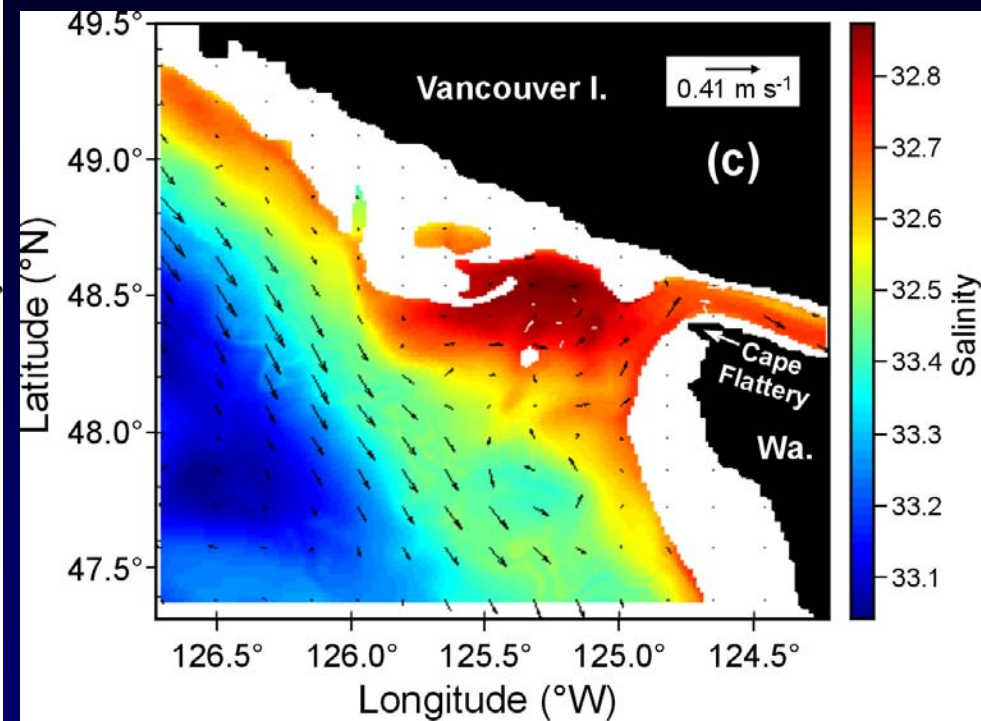 49.5°
49.0°
48.5°
48.0°
47.5°
Latitude (°N)
Vancouver I.
0.41 m s⁻¹
(c)
Cape
Flattery
Wa.
32.8
32.7
32.6
32.5
33.4
33.3
33.2
33.1
Salinity
126.5°
126.0°
125.5°
125.0°
124.5°
Longitude (°W)